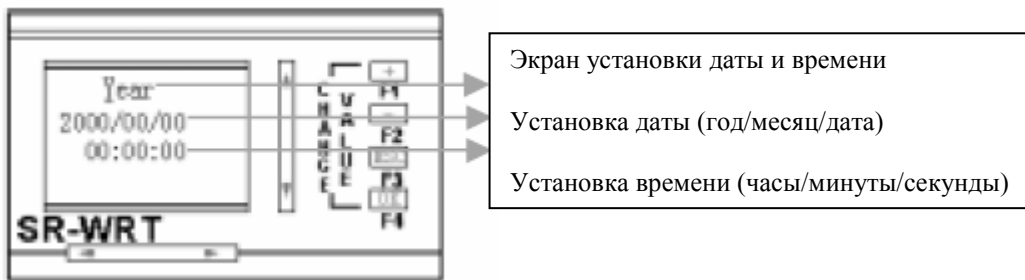 Year
2000/00/00
00:00:00
CHANGE
VALUE
+
F1
-
F2
F3
F4
SR-WRT
Экран установки даты и времени
Установка даты (год/месяц/дата)
Установка времени (часы/минуты/секунды)